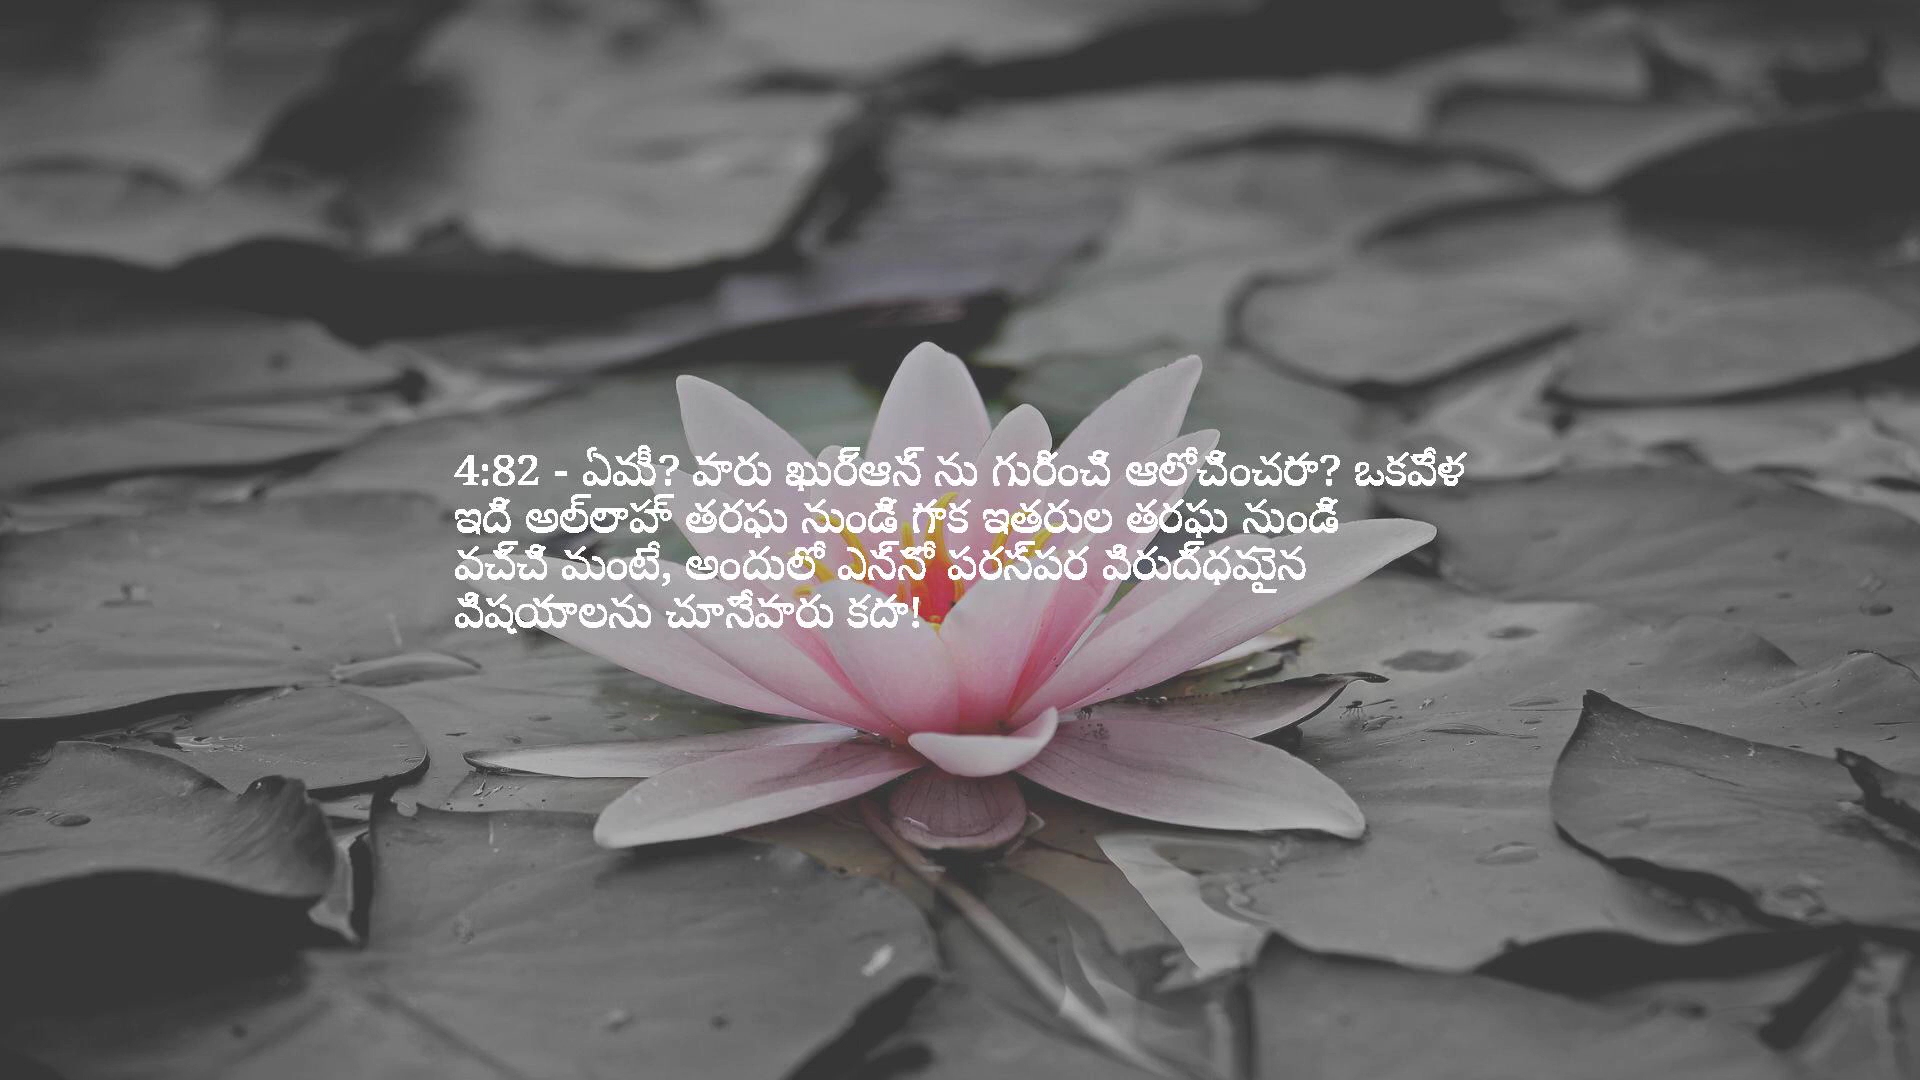 4:82 - ఏమీ? వారు ఖుర్ఆన్ ను గురించి ఆలోచించరా? ఒకవేళ
ఇది అల్లాహ్ తరఫు నుండి గాక ఇతరుల తరఫు నుండి
వచ్చి వుంటే, అందులో ఎన్నో పరస్పర విరుద్ధమైన
విషయాలను చూసేవారు కదా!